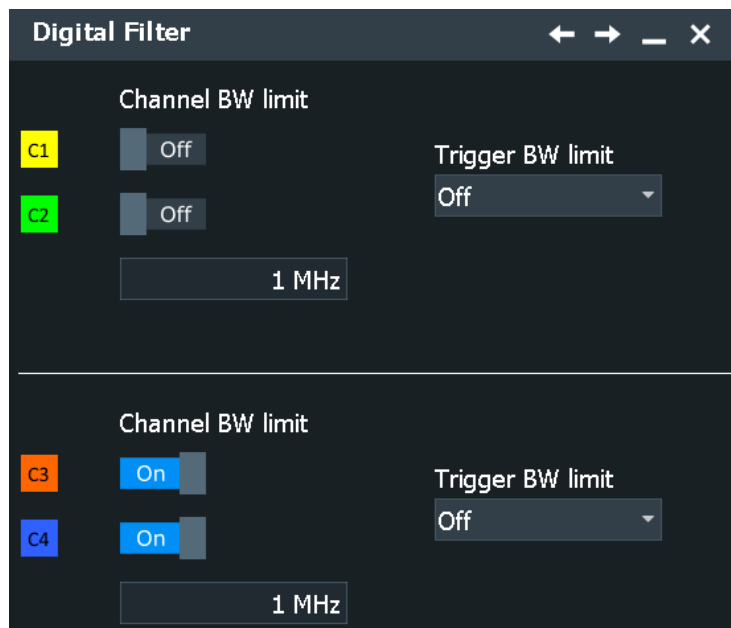 Digital Filter
Channel BW limit
C1 Off
Trigger BW limit
Off
C2 Off
1 MHz
Channel BW limit
C3 On
Trigger BW limit
Off
C4 On
1 MHz